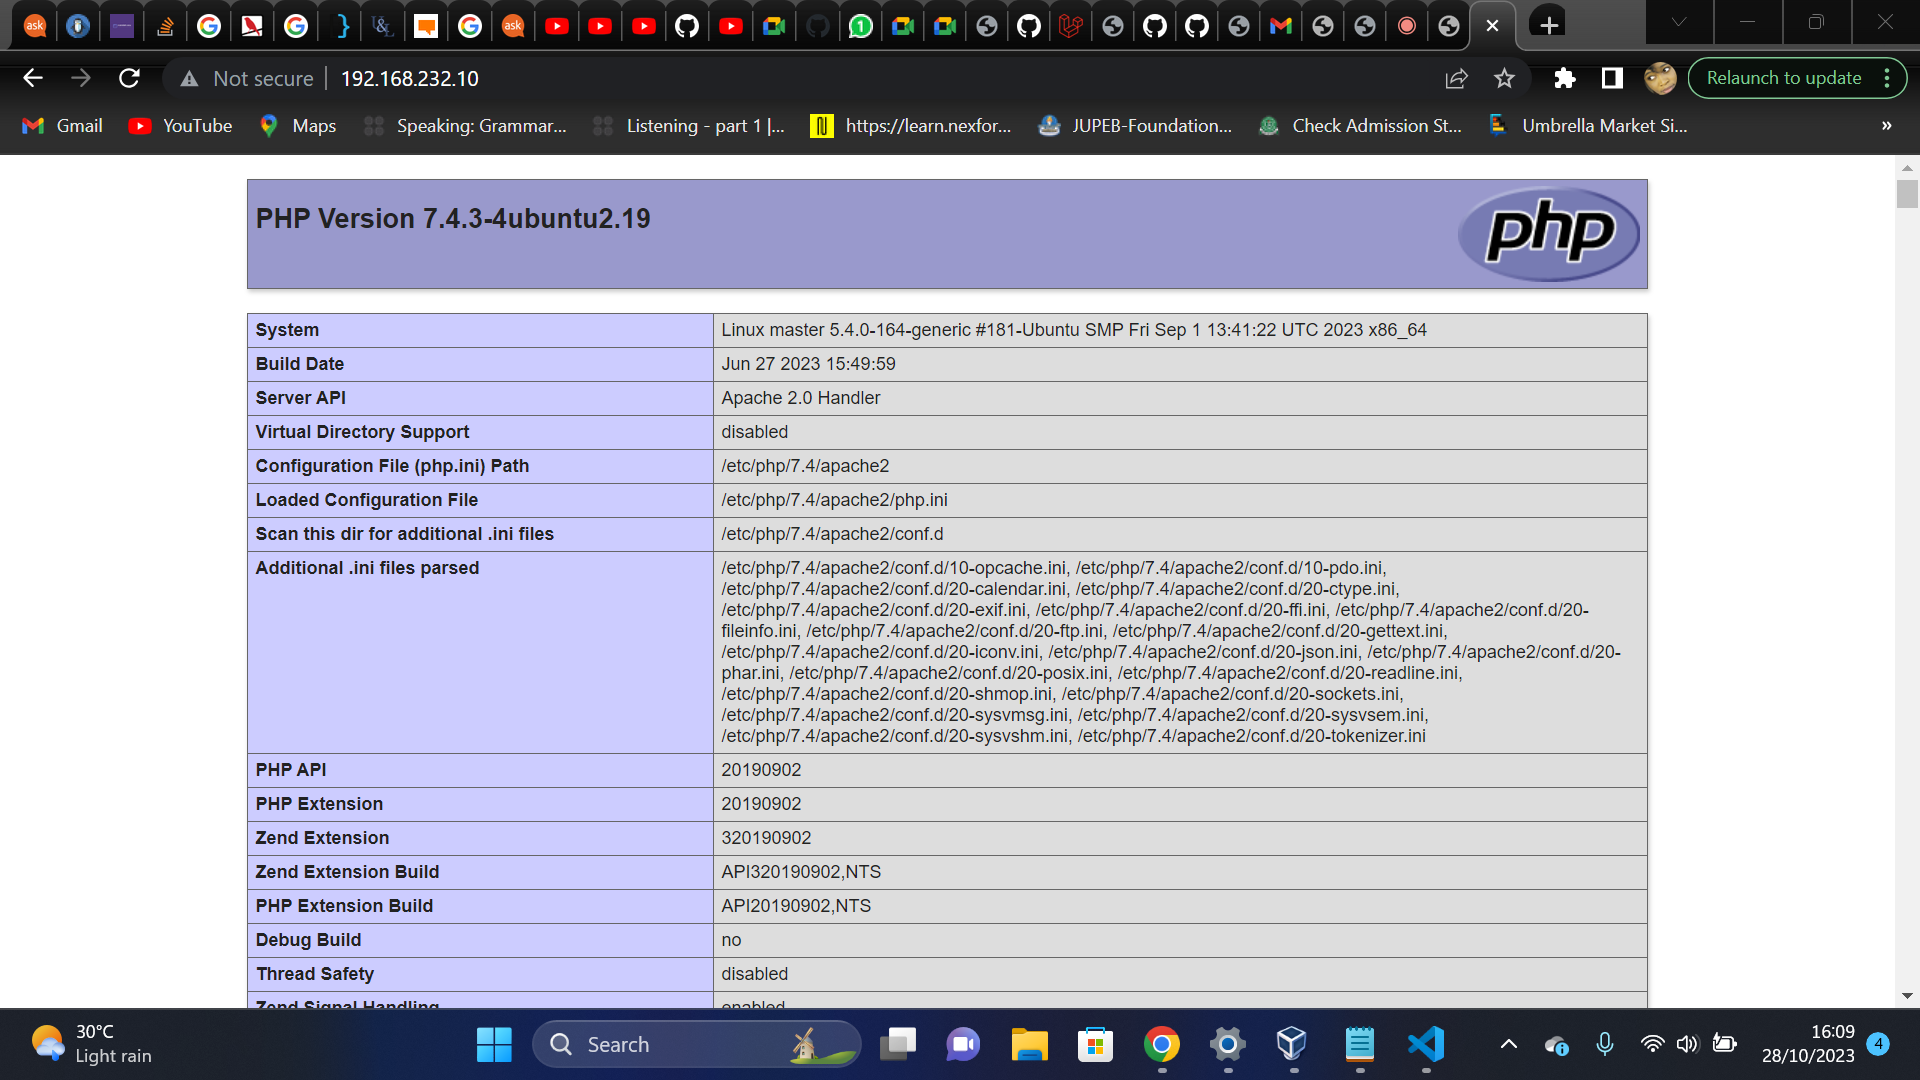 ask
ask
1
Not secure
192.168.232.10
Relaunch to update
Gmail
YouTube
Maps
Speaking: Grammar...
Listening - part 1 |...
https://learn.nexfor...
JUPEB-Foundation...
Check Admission St...
Umbrella Market Si...
»
PHP Version 7.4.3-4ubuntu2.19
php
System
Linux master 5.4.0-164-generic #181-Ubuntu SMP Fri Sep 1 13:41:22 UTC 2023 x86_64
Build Date
Jun 27 2023 15:49:59
Server API
Apache 2.0 Handler
Virtual Directory Support
disabled
Configuration File (php.ini) Path
/etc/php/7.4/apache2
Loaded Configuration File
/etc/php/7.4/apache2/php.ini
Scan this dir for additional .ini files
/etc/php/7.4/apache2/conf.d
Additional .ini files parsed
/etc/php/7.4/apache2/conf.d/10-opcache.ini, /etc/php/7.4/apache2/conf.d/10-pdo.ini,
/etc/php/7.4/apache2/conf.d/20-calendar.ini, /etc/php/7.4/apache2/conf.d/20-ctype.ini,
/etc/php/7.4/apache2/conf.d/20-exif.ini, /etc/php/7.4/apache2/conf.d/20-ffi.ini, /etc/php/7.4/apache2/conf.d/20-
fileinfo.ini, /etc/php/7.4/apache2/conf.d/20-ftp.ini, /etc/php/7.4/apache2/conf.d/20-gettext.ini,
/etc/php/7.4/apache2/conf.d/20-iconv.ini, /etc/php/7.4/apache2/conf.d/20-json.ini, /etc/php/7.4/apache2/conf.d/20-
phar.ini, /etc/php/7.4/apache2/conf.d/20-posix.ini, /etc/php/7.4/apache2/conf.d/20-readline.ini,
/etc/php/7.4/apache2/conf.d/20-shmop.ini, /etc/php/7.4/apache2/conf.d/20-sockets.ini,
/etc/php/7.4/apache2/conf.d/20-sysvmsg.ini, /etc/php/7.4/apache2/conf.d/20-sysvsem.ini,
/etc/php/7.4/apache2/conf.d/20-sysvshm.ini, /etc/php/7.4/apache2/conf.d/20-tokenizer.ini
PHP API
20190902
PHP Extension
20190902
Zend Extension
320190902
Zend Extension Build
API320190902,NTS
PHP Extension Build
API20190902,NTS
Debug Build
no
Thread Safety
disabled
Zend Signal Handling
enabled
30°C
Light rain
Search
16:09
28/10/2023
4